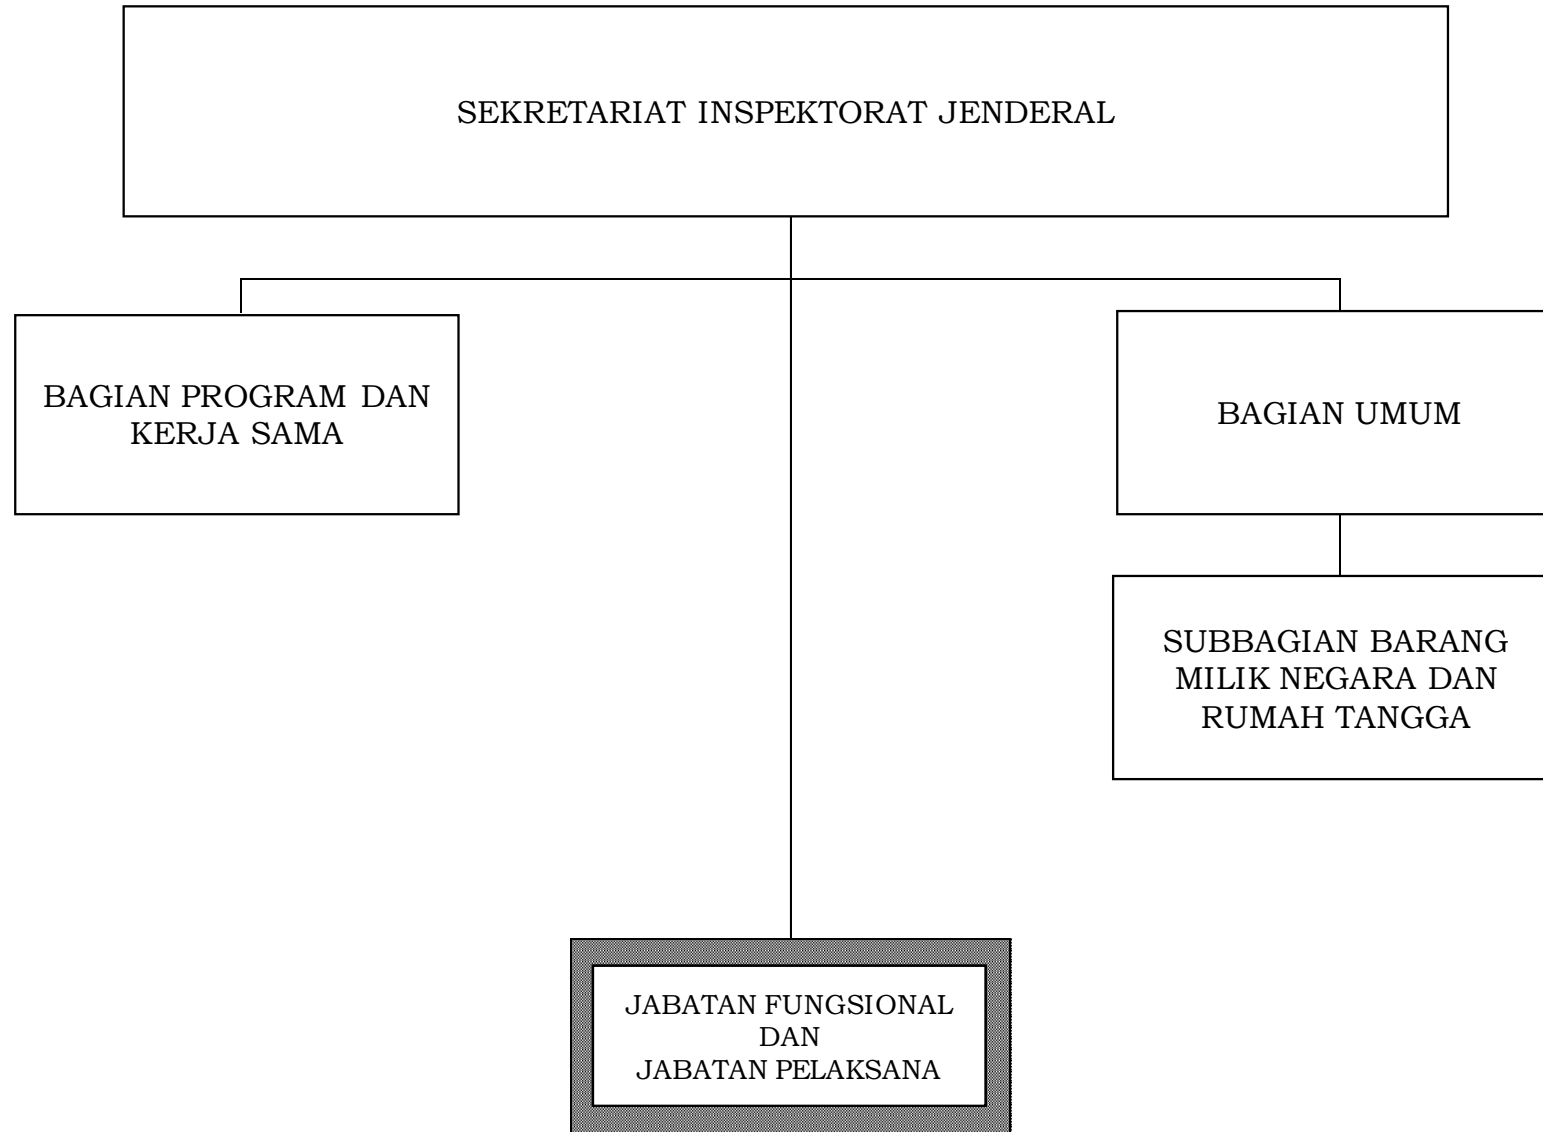 SEKRETARIAT INSPEKTORAT JENDERAL
BAGIAN PROGRAM DAN
KERJA SAMA
BAGIAN UMUM
SUBBAGIAN BARANG
MILIK NEGARA DAN
RUMAH TANGGA
JABATAN FUNGSIONAL
DAN
JABATAN PELAKSANA